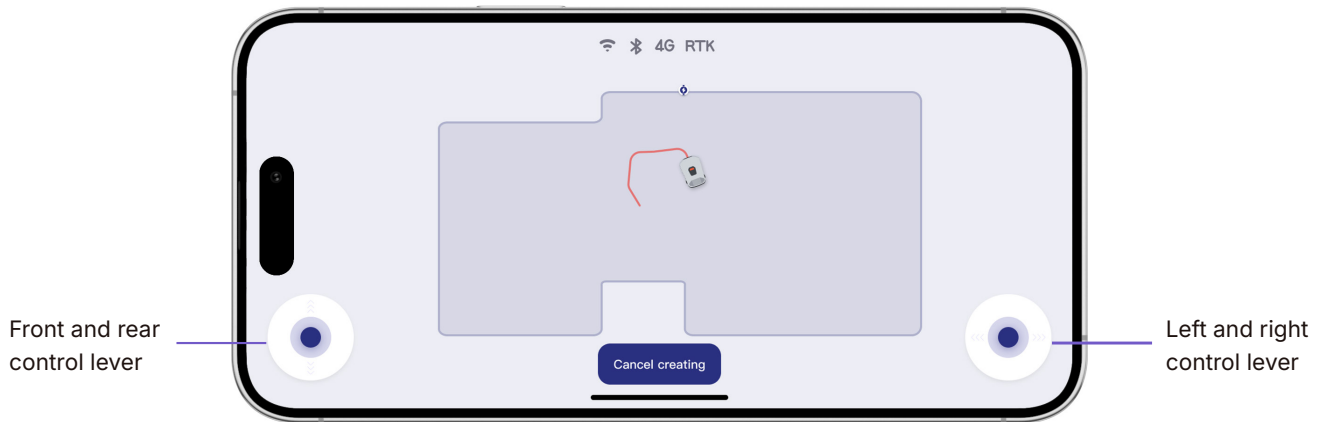 4G RTK
Front and rear
control lever
Cancel creating
Left and right
control lever